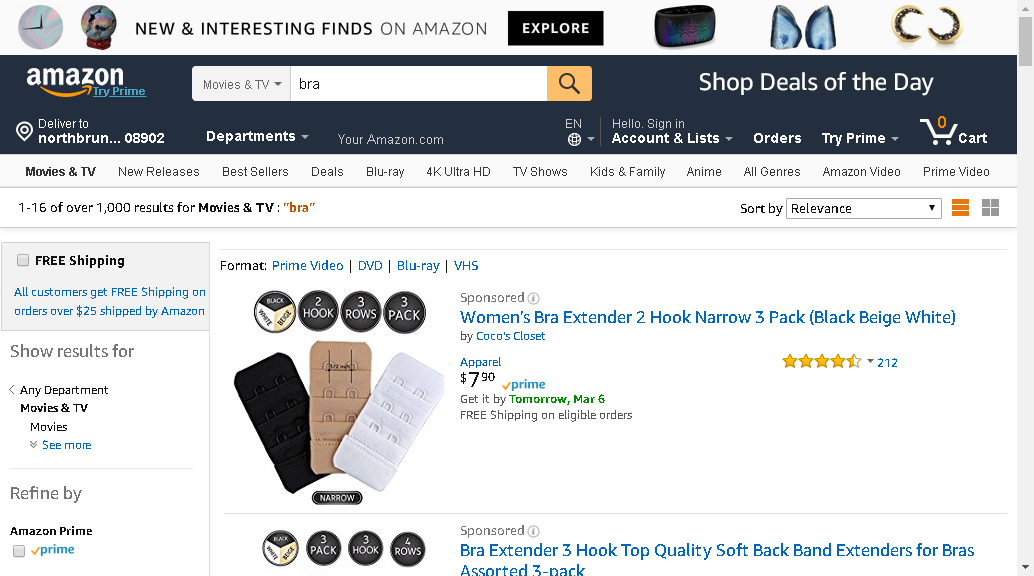 NEW & INTERESTING FINDS ON AMAZON EXPLORE
amazon
Try Prime
Movies & TV
bra
Shop Deals of the Day
Deliver to
northbrun... 08902
Departments
Your Amazon.com
EN
Hello. Sign in
Account & Lists
Orders
Try Prime
0
Cart
Movies & TV New Releases Best Sellers Deals Blu-ray 4K Ultra HD TV Shows Kids & Family Anime All Genres Amazon Video Prime Video
1-16 of over 1,000 results for Movies & TV : "bra"
Sort by Relevance
FREE Shipping
All customers get FREE Shipping on
orders over $25 shipped by Amazon
Show results for
Any Department
Movies & TV
Movies
See more
Refine by
Amazon Prime
prime
Format: Prime Video | DVD | Blu-ray | VHS
BLACK
WHITE
BEIGE
2
HOOK
3
ROWS
3
PACK
1/2 inch
NARROW
Sponsored
Women's Bra Extender 2 Hook Narrow 3 Pack (Black Beige White)
by Coco's Closet
Apparel
$7 90 prime
212
Get it by Tomorrow, Mar 6
FREE Shipping on eligible orders
BLACK
WHITE
BEIGE
3
PACK
3
HOOK
4
ROWS
Sponsored
Bra Extender 3 Hook Top Quality Soft Back Band Extenders for Bras
Assorted 3-pack